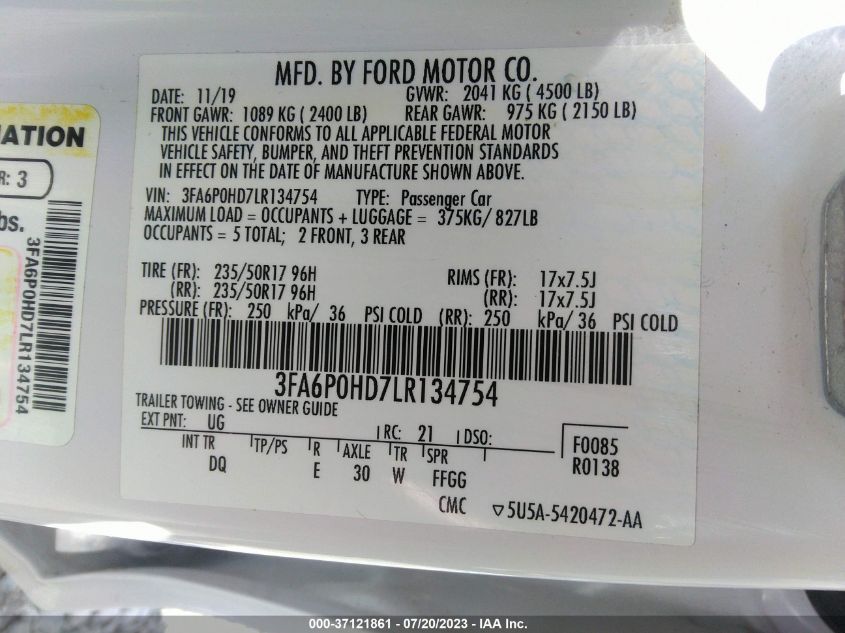 MFD. BY FORD MOTOR CO.
DATE: 11/19 GVWR: 2041 KG ( 4500 LB)
FRONT GAWR: 1089 KG ( 2400 LB) REAR GAWR: 975 KG ( 2150 LB)
THIS VEHICLE CONFORMS TO ALL APPLICABLE FEDERAL MOTOR
VEHICLE SAFETY, BUMPER, AND THEFT PREVENTION STANDARDS
IN EFFECT ON THE DATE OF MANUFACTURE SHOWN ABOVE.
VIN: 3FA6P0HD7LR134754 TYPE: Passenger Car
MAXIMUM LOAD = OCCUPANTS + LUGGAGE = 375KG/ 827LB
OCCUPANTS = 5 TOTAL; 2 FRONT, 3 REAR
TIRE (FR): 235/50R17 96H RIMS (FR): 17x7.5J
(RR): 235/50R17 96H (RR): 17x7.5J
PRESSURE (FR): 250 kPa/ 36 PSI COLD (RR): 250 kPa/ 36 PSI COLD
3FA6P0HD7LR134754
TRAILER TOWING - SEE OWNER GUIDE
EXT PNT: UG RC: 21 DSO: F0085
INT TR TP/PS R AXLE TR SPR R0138
DQ E 30 W FFGG
CMC ▽5U5A-5420472-AA
R: 3
bs.
3FA6P0HD7LR134754
000-37121861 - 07/20/2023 - IAA Inc.